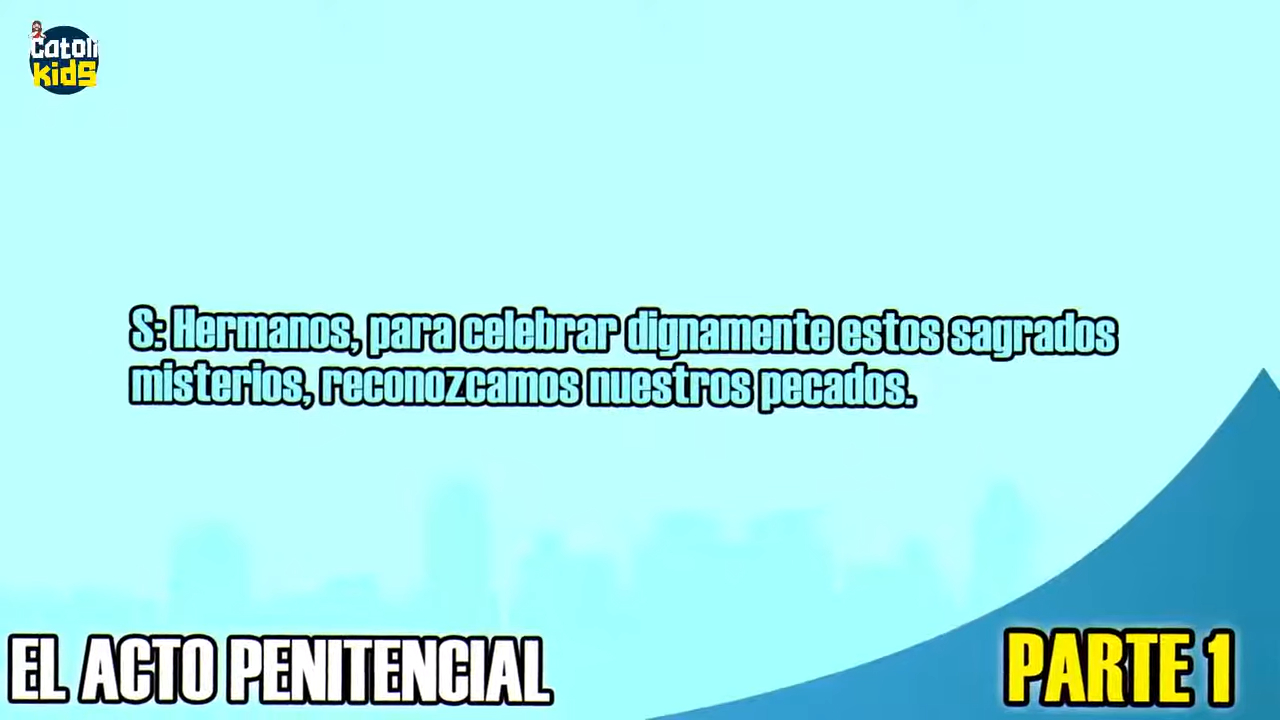 Catoli
Kids
S: Hermanos, para celebrar dignamente estos sagrados
misterios, reconozcamos nuestros pecados.
EL ACTO PENITENCIAL
PARTE 1